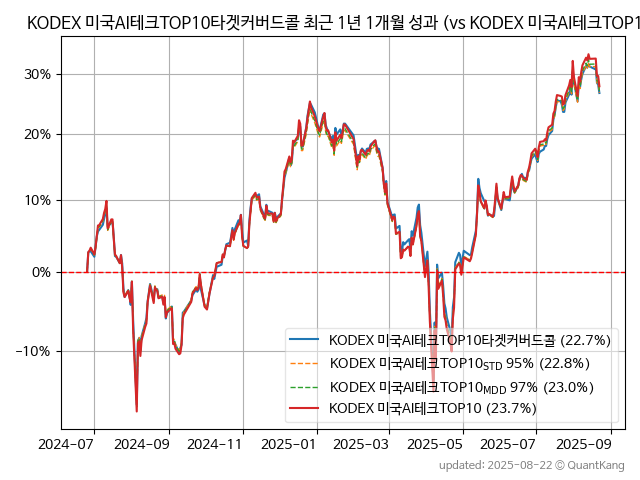 KODEX 미국AI테크TOP10타겟커버드콜 최근 1년 1개월 성과 (vs KODEX 미국AI테크TOP1
30%
20%
10%
0%
−10%
KODEX 미국AI테크TOP10타겟커버드콜 (22.7%)
KODEX 미국AI테크TOP10STD 95% (22.8%)
KODEX 미국AI테크TOP10MDD 97% (23.0%)
KODEX 미국AI테크TOP10 (23.7%)
2024-07 2024-09 2024-11 2025-01 2025-03 2025-05 2025-07 2025-09
updated: 2025-08-22 © QuantKang